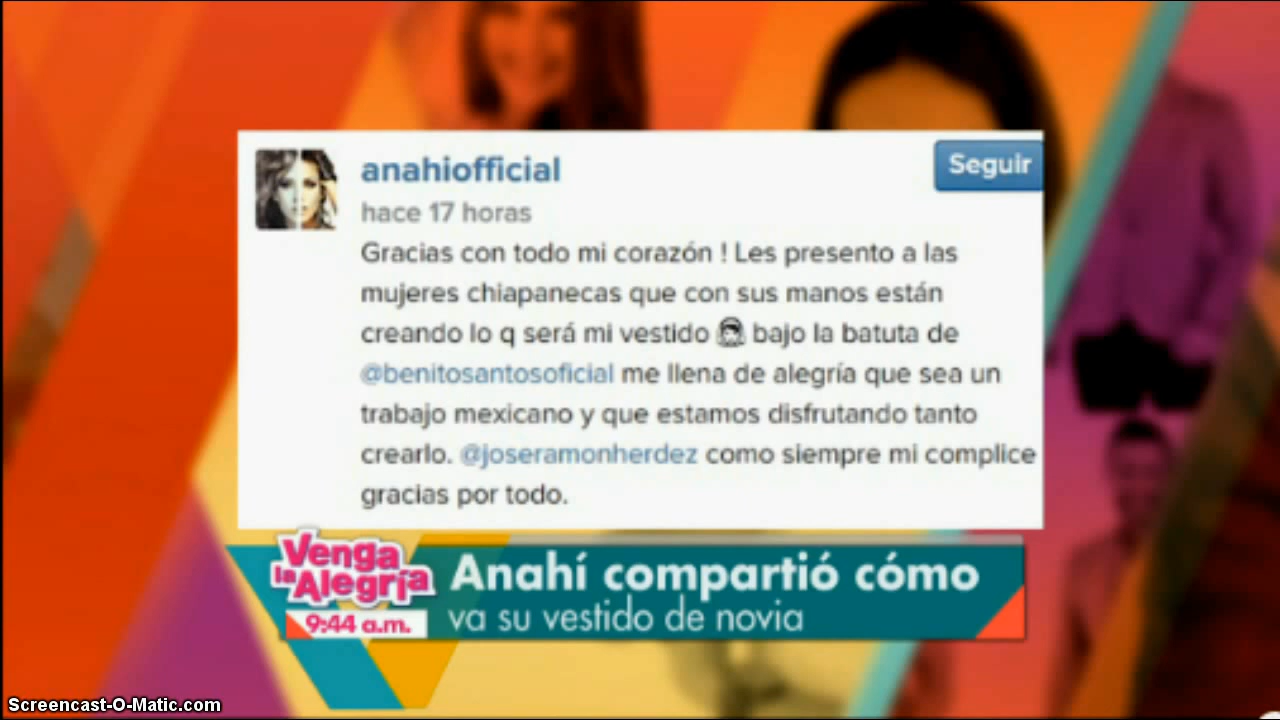 anahiofficial
Seguir
hace 17 horas
Gracias con todo mi corazón ! Les presento a las
mujeres chiapanecas que con sus manos están
creando lo q será mi vestido 👰 bajo la batuta de
@benitosantosoficial me llena de alegría que sea un
trabajo mexicano y que estamos disfrutando tanto
crearlo. @joseramonherdez como siempre mi complice
gracias por todo.
Venga
la Alegría
9:44 a.m.
Anahí compartió cómo
va su vestido de novia
Screencast-O-Matic.com